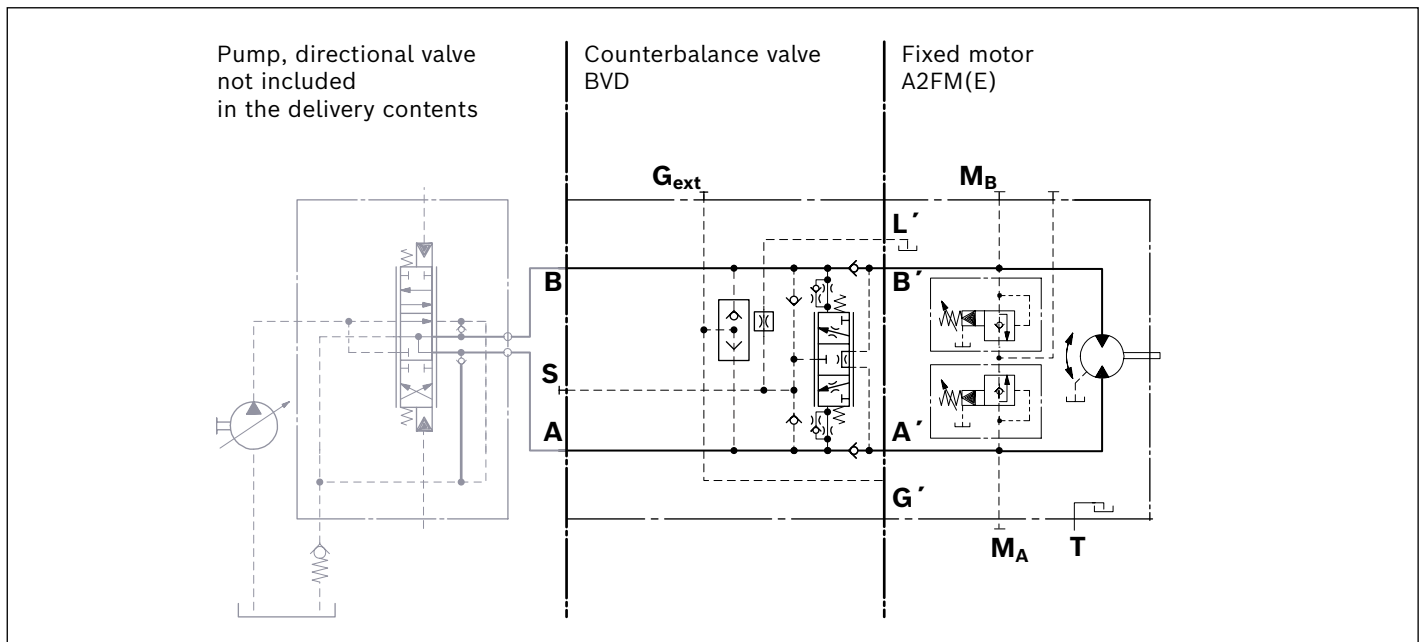 Pump, directional valve
not included
in the delivery contents
Counterbalance valve
BVD
Fixed motor
A2FM(E)
Gext
MB
L´
B
B´
S
A
A´
G´
MA
T